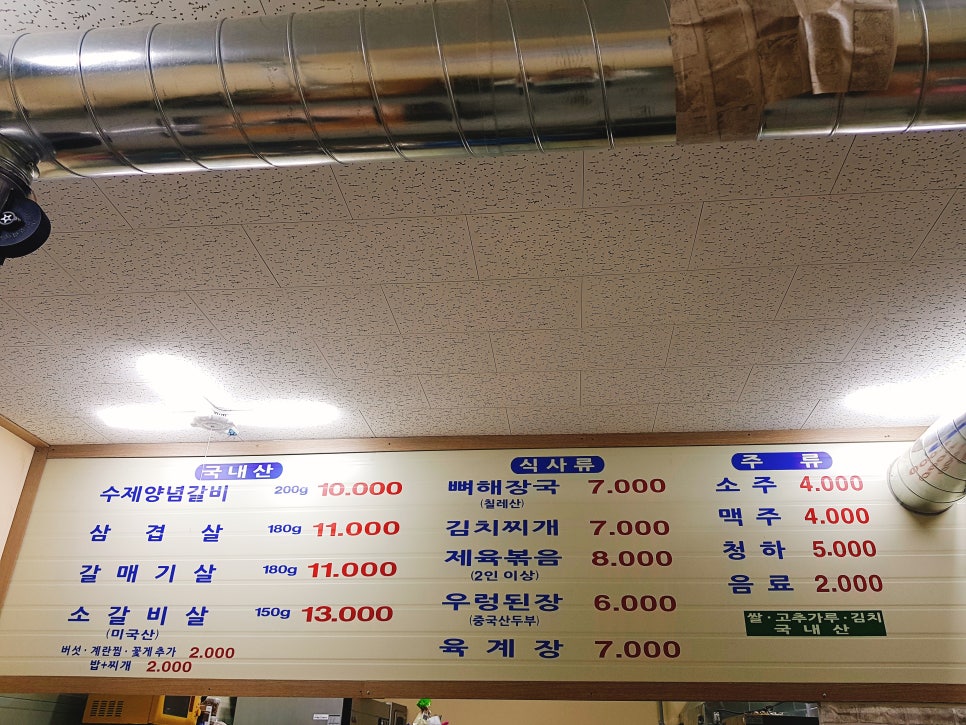 국내산
수제양념갈비 200g 10.000
삼겹살 180g 11.000
갈매기살 180g 11.000
소갈비살 150g 13.000
(미국산)
버섯·계란찜·꽃게추가 2.000
밥+찌개 2.000
식사류
뼈해장국 7.000
(칠레산)
김치찌개 7.000
제육볶음 8.000
(2인 이상)
우렁된장 6.000
(중국산두부)
육계장 7.000
주류
소주 4.000
맥주 4.000
청하 5.000
음료 2.000
쌀·고추가루·김치
국내산